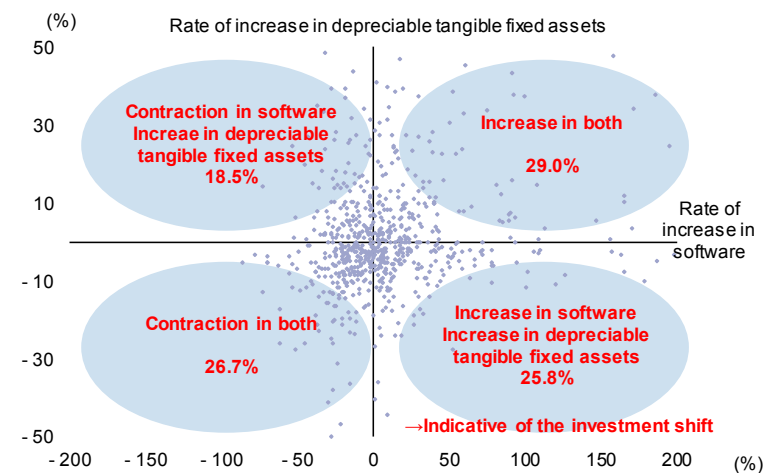 (%)
Rate of increase in depreciable tangible fixed assets
50
Contraction in software
Increae in depreciable
tangible fixed assets
18.5%
Increase in both
29.0%
30
10
Rate of
increase in
software
- 10
Contraction in both
26.7%
Increase in software
Increase in depreciable
tangible fixed assets
25.8%
- 30
→Indicative of the investment shift
- 50
- 200 - 150 - 100 - 50 0 50 100 150 200 (%)